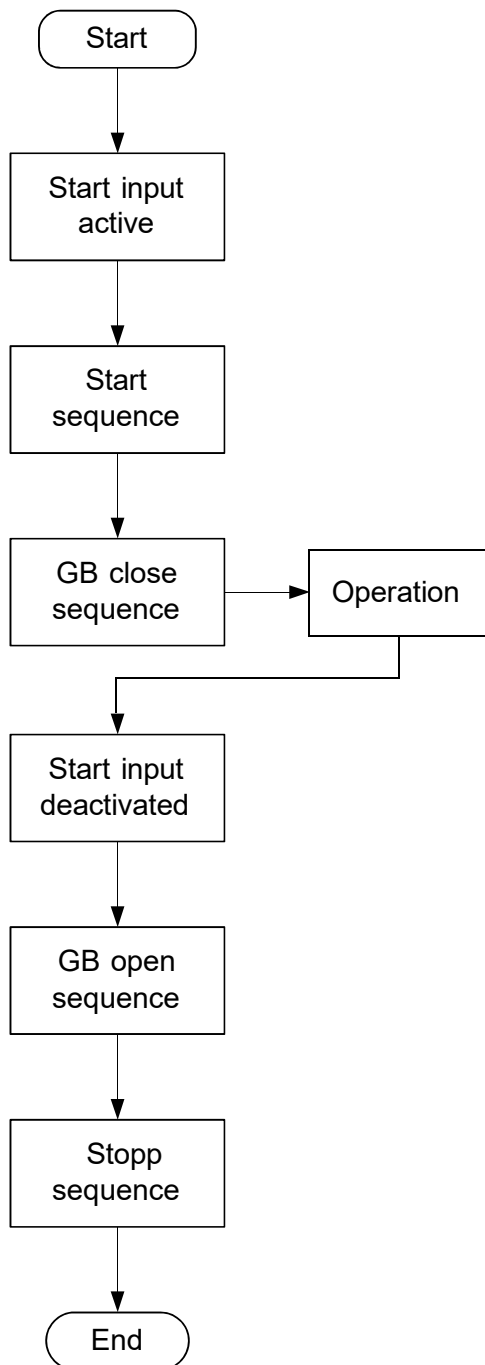 Start
Start input
active
Start
sequence
GB close
sequence
Operation
Start input
deactivated
GB open
sequence
Stopp
sequence
End